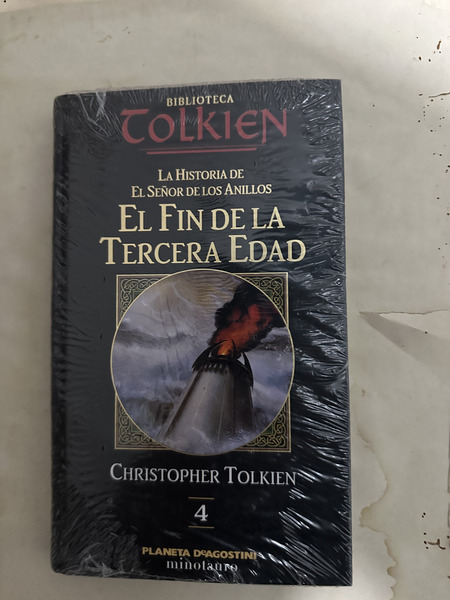 BIBLIOTECA
TOLKIEN
LA HISTORIA DE
EL SEÑOR DE LOS ANILLOS
EL FIN DE LA
TERCERA EDAD
CHRISTOPHER TOLKIEN
4
PLANETA DeAGOSTINI
minotauro